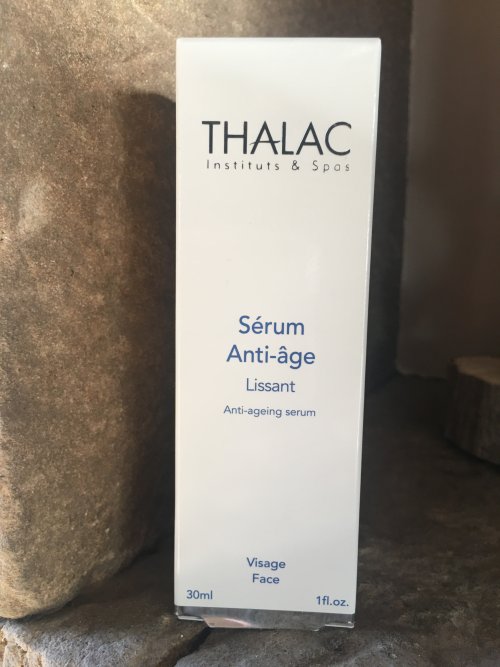 THALAC
Instituts & Spas
Sérum
Anti-âge
Lissant
Anti-ageing serum
Visage
Face
30ml 1fl.oz.